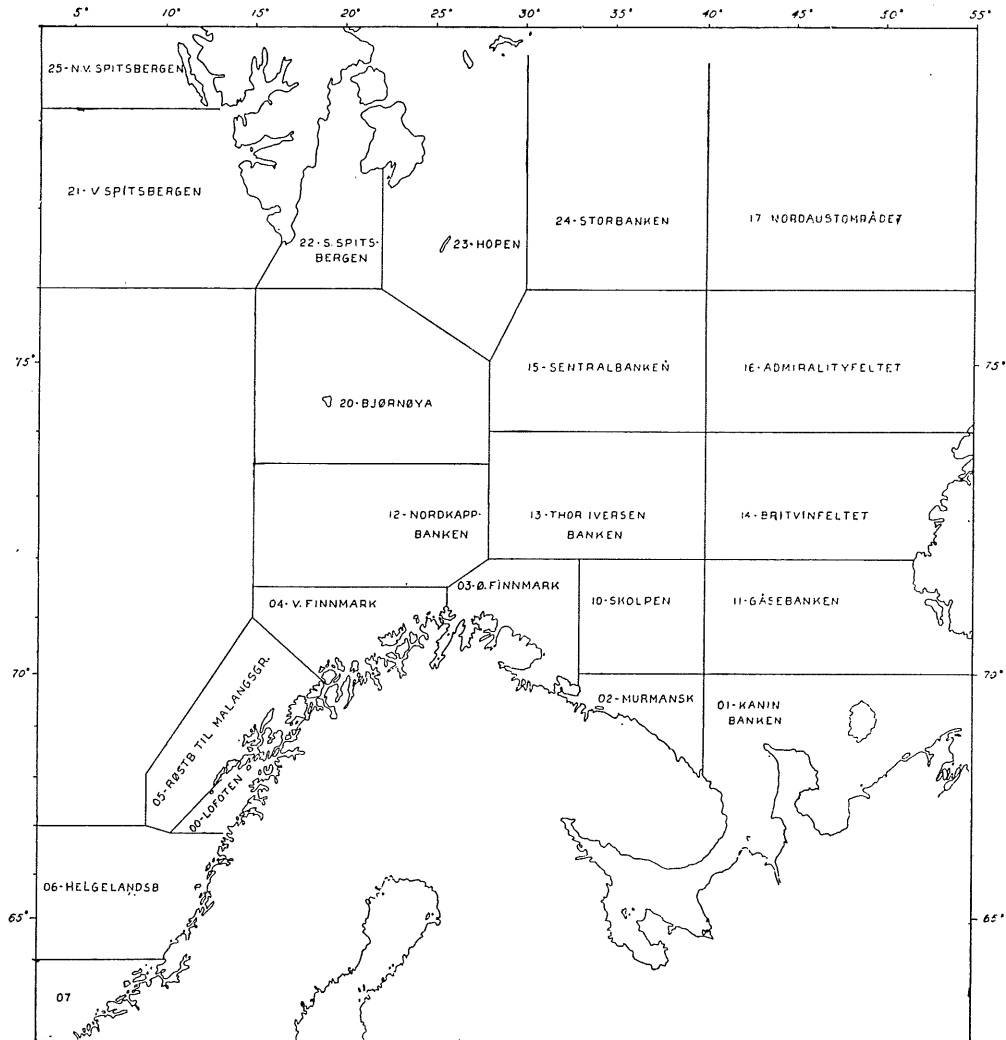 5° 10° 15° 20° 25° 30° 35° 40° 45° 50° 55°
25-N.V. SPITSBERGEN
21-V SPITSBERGEN
22-S. SPITS-
BERGEN
23-HOPEN
24-STORBANKEN
17 NORDAUSTOMRÅDET
75°
15-SENTRALBANKEN
16-ADMIRALITYFELTET
75°
20-BJØRNØYA
12-NORDKAPP-
BANKEN
13-THOR IVERSEN
BANKEN
14-BRITVINFELTET
04-V. FINNMARK
03-Ø. FINNMARK
10-SKOLPEN
11-GÅSEBANKEN
70°
70°
05-RØSTB TIL MALANGSGR.
00-LOFOTEN
02-MURMANSK
01-KANIN
BANKEN
06-HELGELANDSB
65°
65°
07